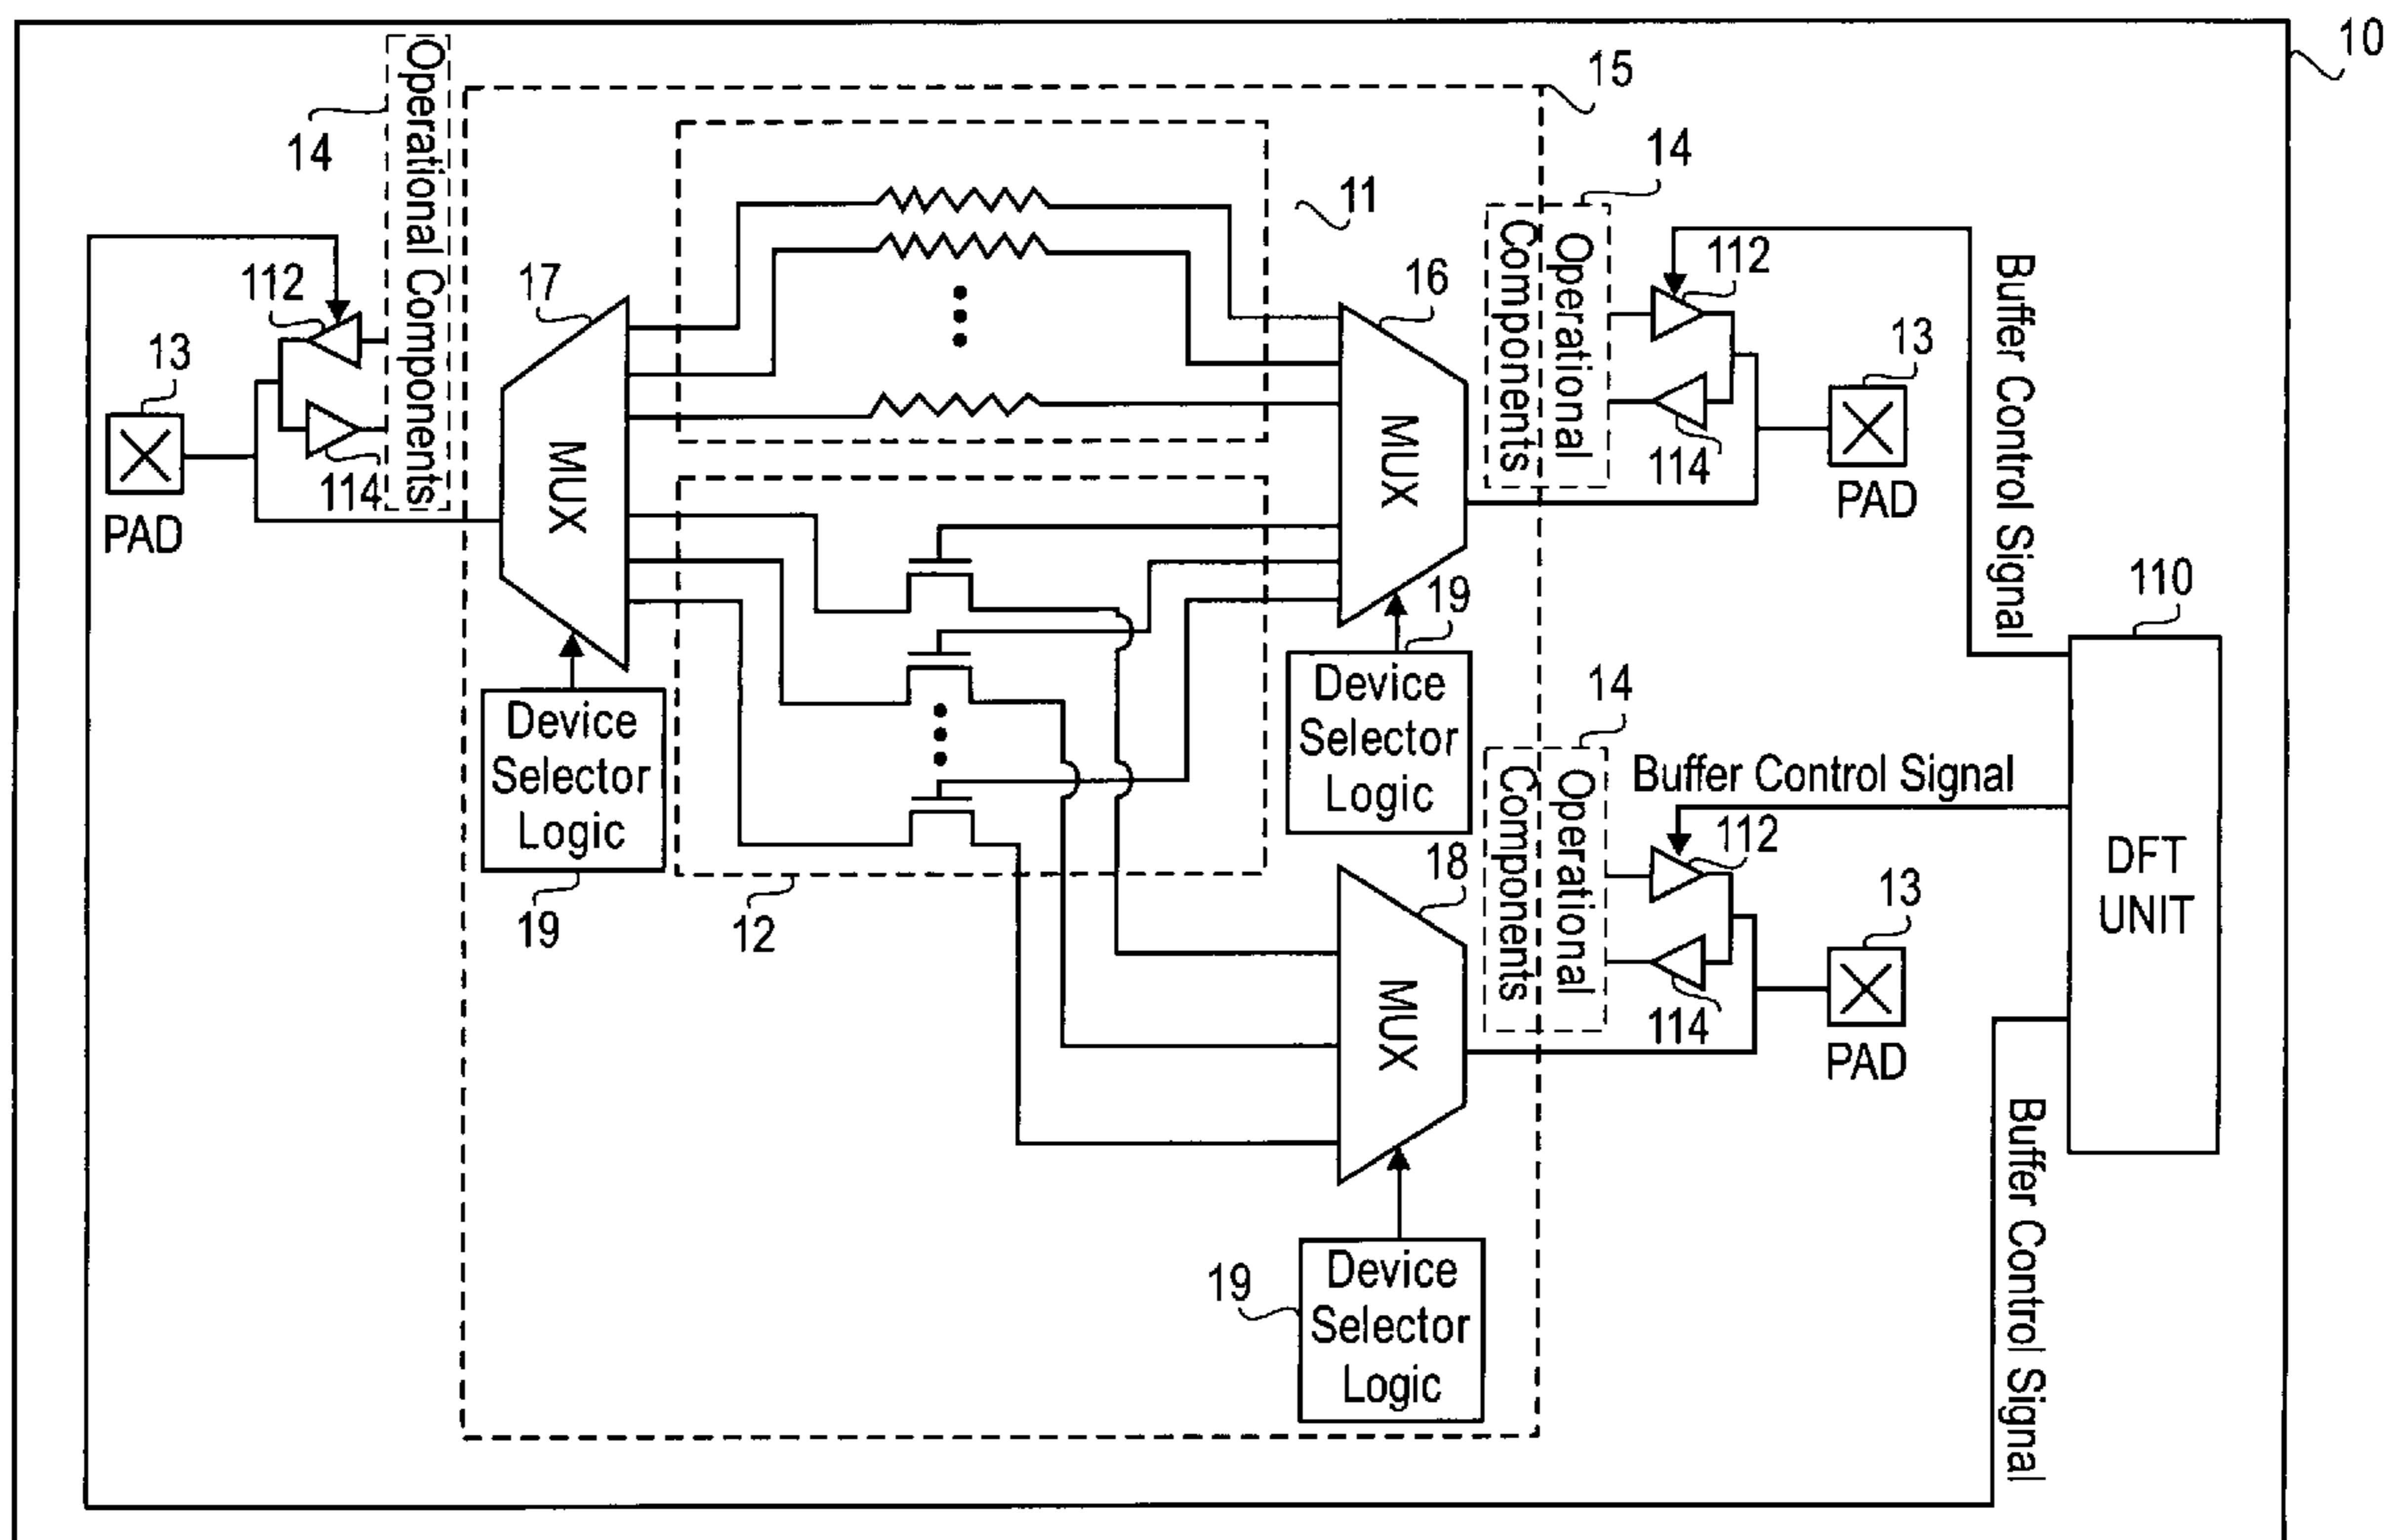 10
15
14
Operational Components
14
11
17
16
112
112
Buffer Control Signal
13
13
Operational
Components
MUX
MUX
114
114
PAD
PAD
110
19
Device
Selector
Logic
Device
Selector
Logic
14
Buffer Control Signal
Operational
Components
112
DFT
UNIT
18
13
19
12
MUX
114
PAD
Buffer Control Signal
19
Device
Selector
Logic